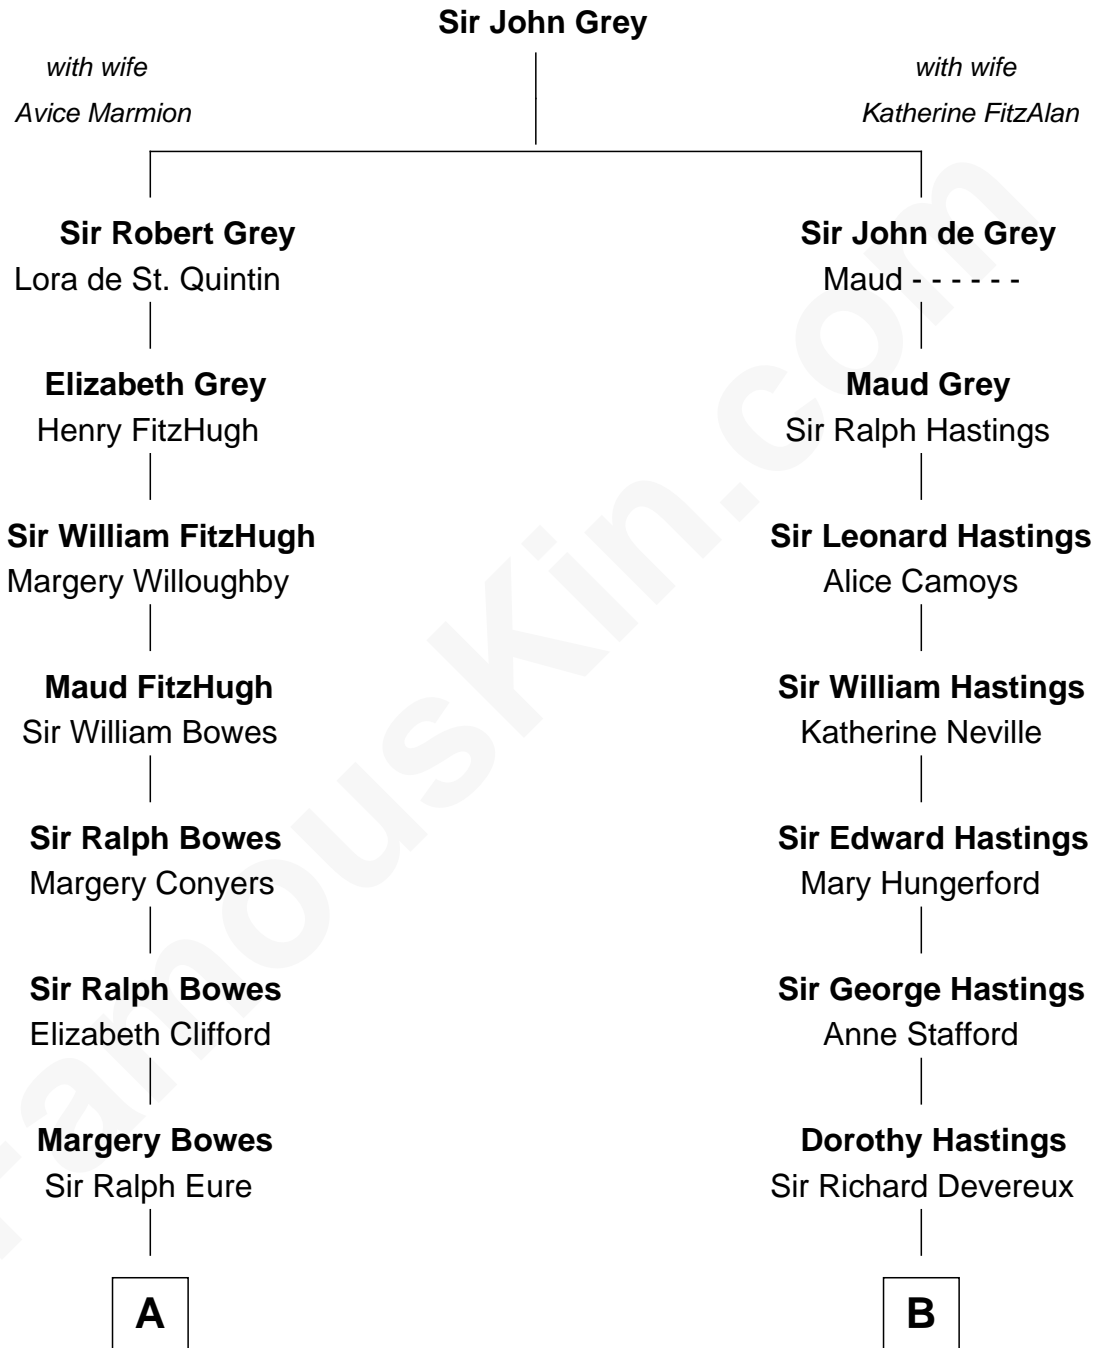 Sir John Grey
with wife
Avice Marmion
with wife
Katherine FitzAlan
Sir Robert Grey
Lora de St. Quintin
Elizabeth Grey
Henry FitzHugh
Sir William FitzHugh
Margery Willoughby
Maud FitzHugh
Sir William Bowes
Sir Ralph Bowes
Margery Conyers
Sir Ralph Bowes
Elizabeth Clifford
Margery Bowes
Sir Ralph Eure
A
Sir John de Grey
Maud - - - - - -
Maud Grey
Sir Ralph Hastings
Sir Leonard Hastings
Alice Camoys
Sir William Hastings
Katherine Neville
Sir Edward Hastings
Mary Hungerford
Sir George Hastings
Anne Stafford
Dorothy Hastings
Sir Richard Devereux
B
FamousKin.com